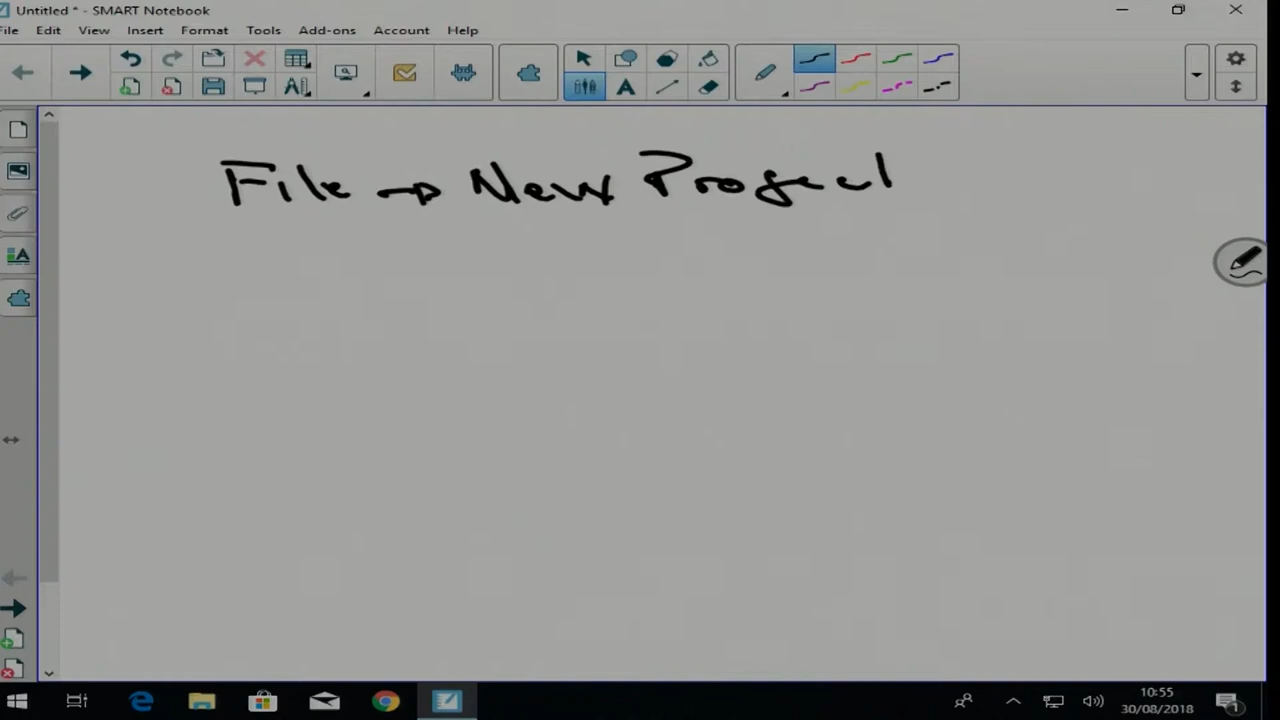 Untitled * - SMART Notebook
File Edit View Insert Format Tools Add-ons Account Help
File → New Project
10:55
30/08/2018